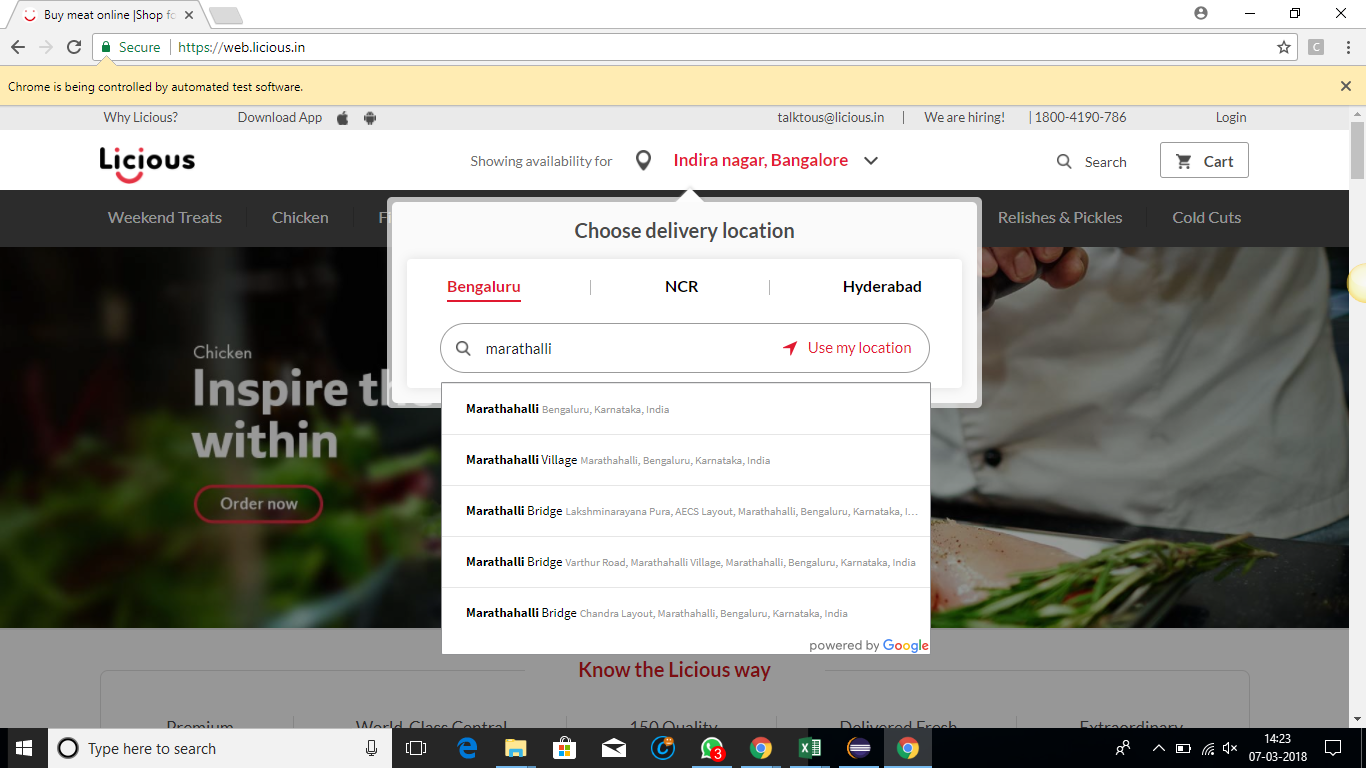 Buy meat online |Shop fo
Secure https://web.licious.in
C
Chrome is being controlled by automated test software.
Why Licious? Download App talktous@licious.in | We are hiring! | 1800-4190-786 Login
Licious Showing availability for Indira nagar, Bangalore Search Cart
Weekend Treats Chicken Fi Relishes & Pickles Cold Cuts
Choose delivery location
Bengaluru | NCR | Hyderabad
marathalli Use my location
Chicken
Inspire th
within
Order now
Marathahalli Bengaluru, Karnataka, India
Marathahalli Village Marathahalli, Bengaluru, Karnataka, India
Marathalli Bridge Lakshminarayana Pura, AECS Layout, Marathahalli, Bengaluru, Karnataka, I...
Marathalli Bridge Varthur Road, Marathahalli Village, Marathahalli, Bengaluru, Karnataka, India
Marathahalli Bridge Chandra Layout, Marathahalli, Bengaluru, Karnataka, India
powered by Google
Know the Licious way
Premium World-Class Central 150 Quality Delivered Fresh Extraordinary
Type here to search 3 14:23
07-03-2018